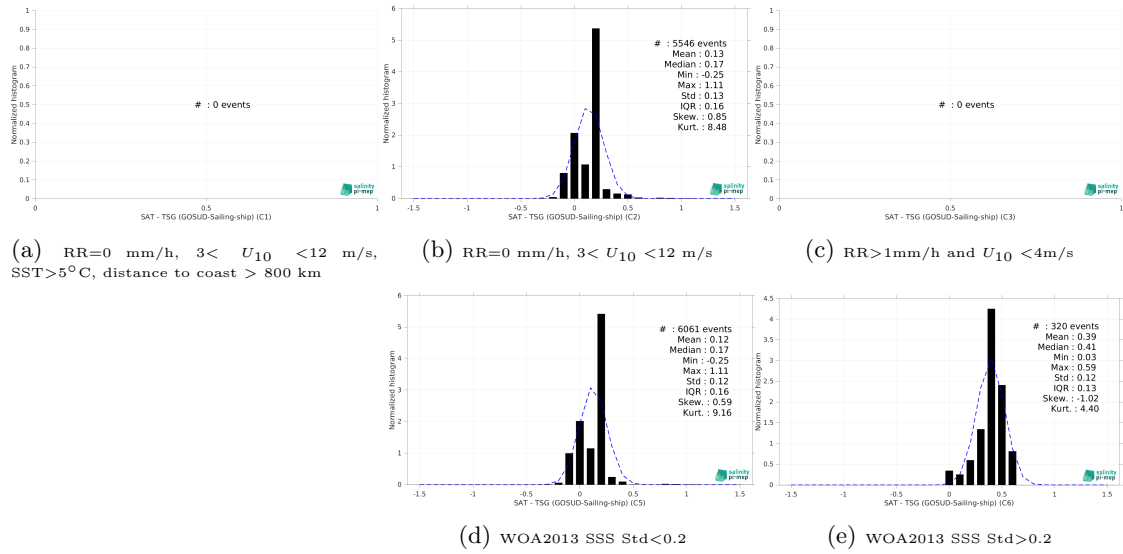 1
0.9
0.8
0.7
0.6
0.5
0.4
0.3
0.2
0.1
0
Normalized histogram
# : 0 events
salinity
pi-mep
0 0.5 1
SAT - TSG (GOSUD-Sailing-ship) (C1)
(a) RR=0 mm/h, 3< U10 <12 m/s,
SST>5°C, distance to coast > 800 km
6
5
4
3
2
1
0
Normalized histogram
# : 5546 events
Mean : 0.13
Median : 0.17
Min : -0.25
Max : 1.11
Std : 0.13
IQR : 0.16
Skew. : 0.85
Kurt. : 8.48
salinity
pi-mep
-1.5 -1 -0.5 0 0.5 1 1.5
SAT - TSG (GOSUD-Sailing-ship) (C2)
(b) RR=0 mm/h, 3< U10 <12 m/s
1
0.9
0.8
0.7
0.6
0.5
0.4
0.3
0.2
0.1
0
Normalized histogram
# : 0 events
salinity
pi-mep
0 0.5 1
SAT - TSG (GOSUD-Sailing-ship) (C3)
(c) RR>1mm/h and U10 <4m/s
6
5
4
3
2
1
0
Normalized histogram
# : 6061 events
Mean : 0.12
Median : 0.17
Min : -0.25
Max : 1.11
Std : 0.12
IQR : 0.16
Skew. : 0.59
Kurt. : 9.16
salinity
pi-mep
-1.5 -1 -0.5 0 0.5 1 1.5
SAT - TSG (GOSUD-Sailing-ship) (C5)
(d) WOA2013 SSS Std<0.2
4.5
4
3.5
3
2.5
2
1.5
1
0.5
0
Normalized histogram
# : 320 events
Mean : 0.39
Median : 0.41
Min : 0.03
Max : 0.59
Std : 0.12
IQR : 0.13
Skew. : -1.02
Kurt. : 4.40
salinity
pi-mep
-1.5 -1 -0.5 0 0.5 1 1.5
SAT - TSG (GOSUD-Sailing-ship) (C6)
(e) WOA2013 SSS Std>0.2